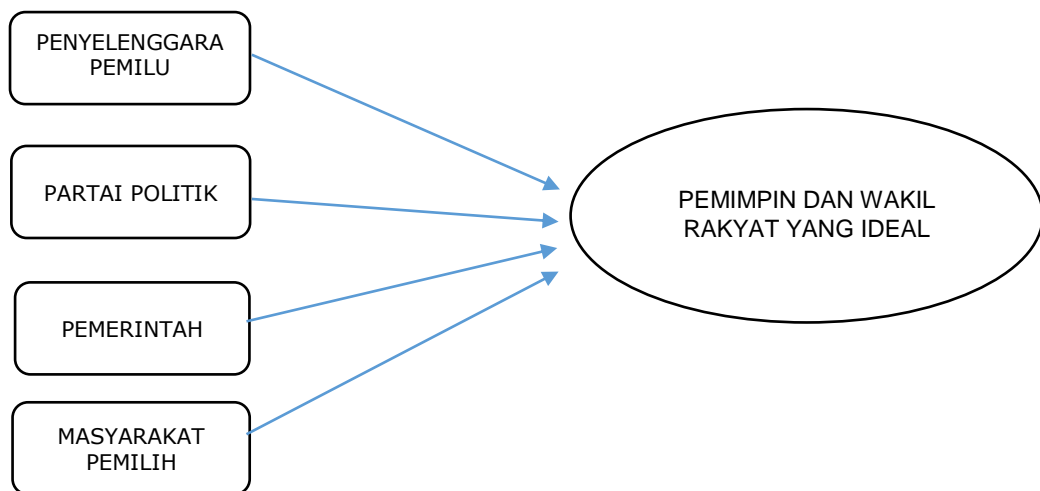 PENYELENGGARA
PEMILU
PARTAI POLITIK
PEMERINTAH
MASYARAKAT
PEMILIH
PEMIMPIN DAN WAKIL
RAKYAT YANG IDEAL